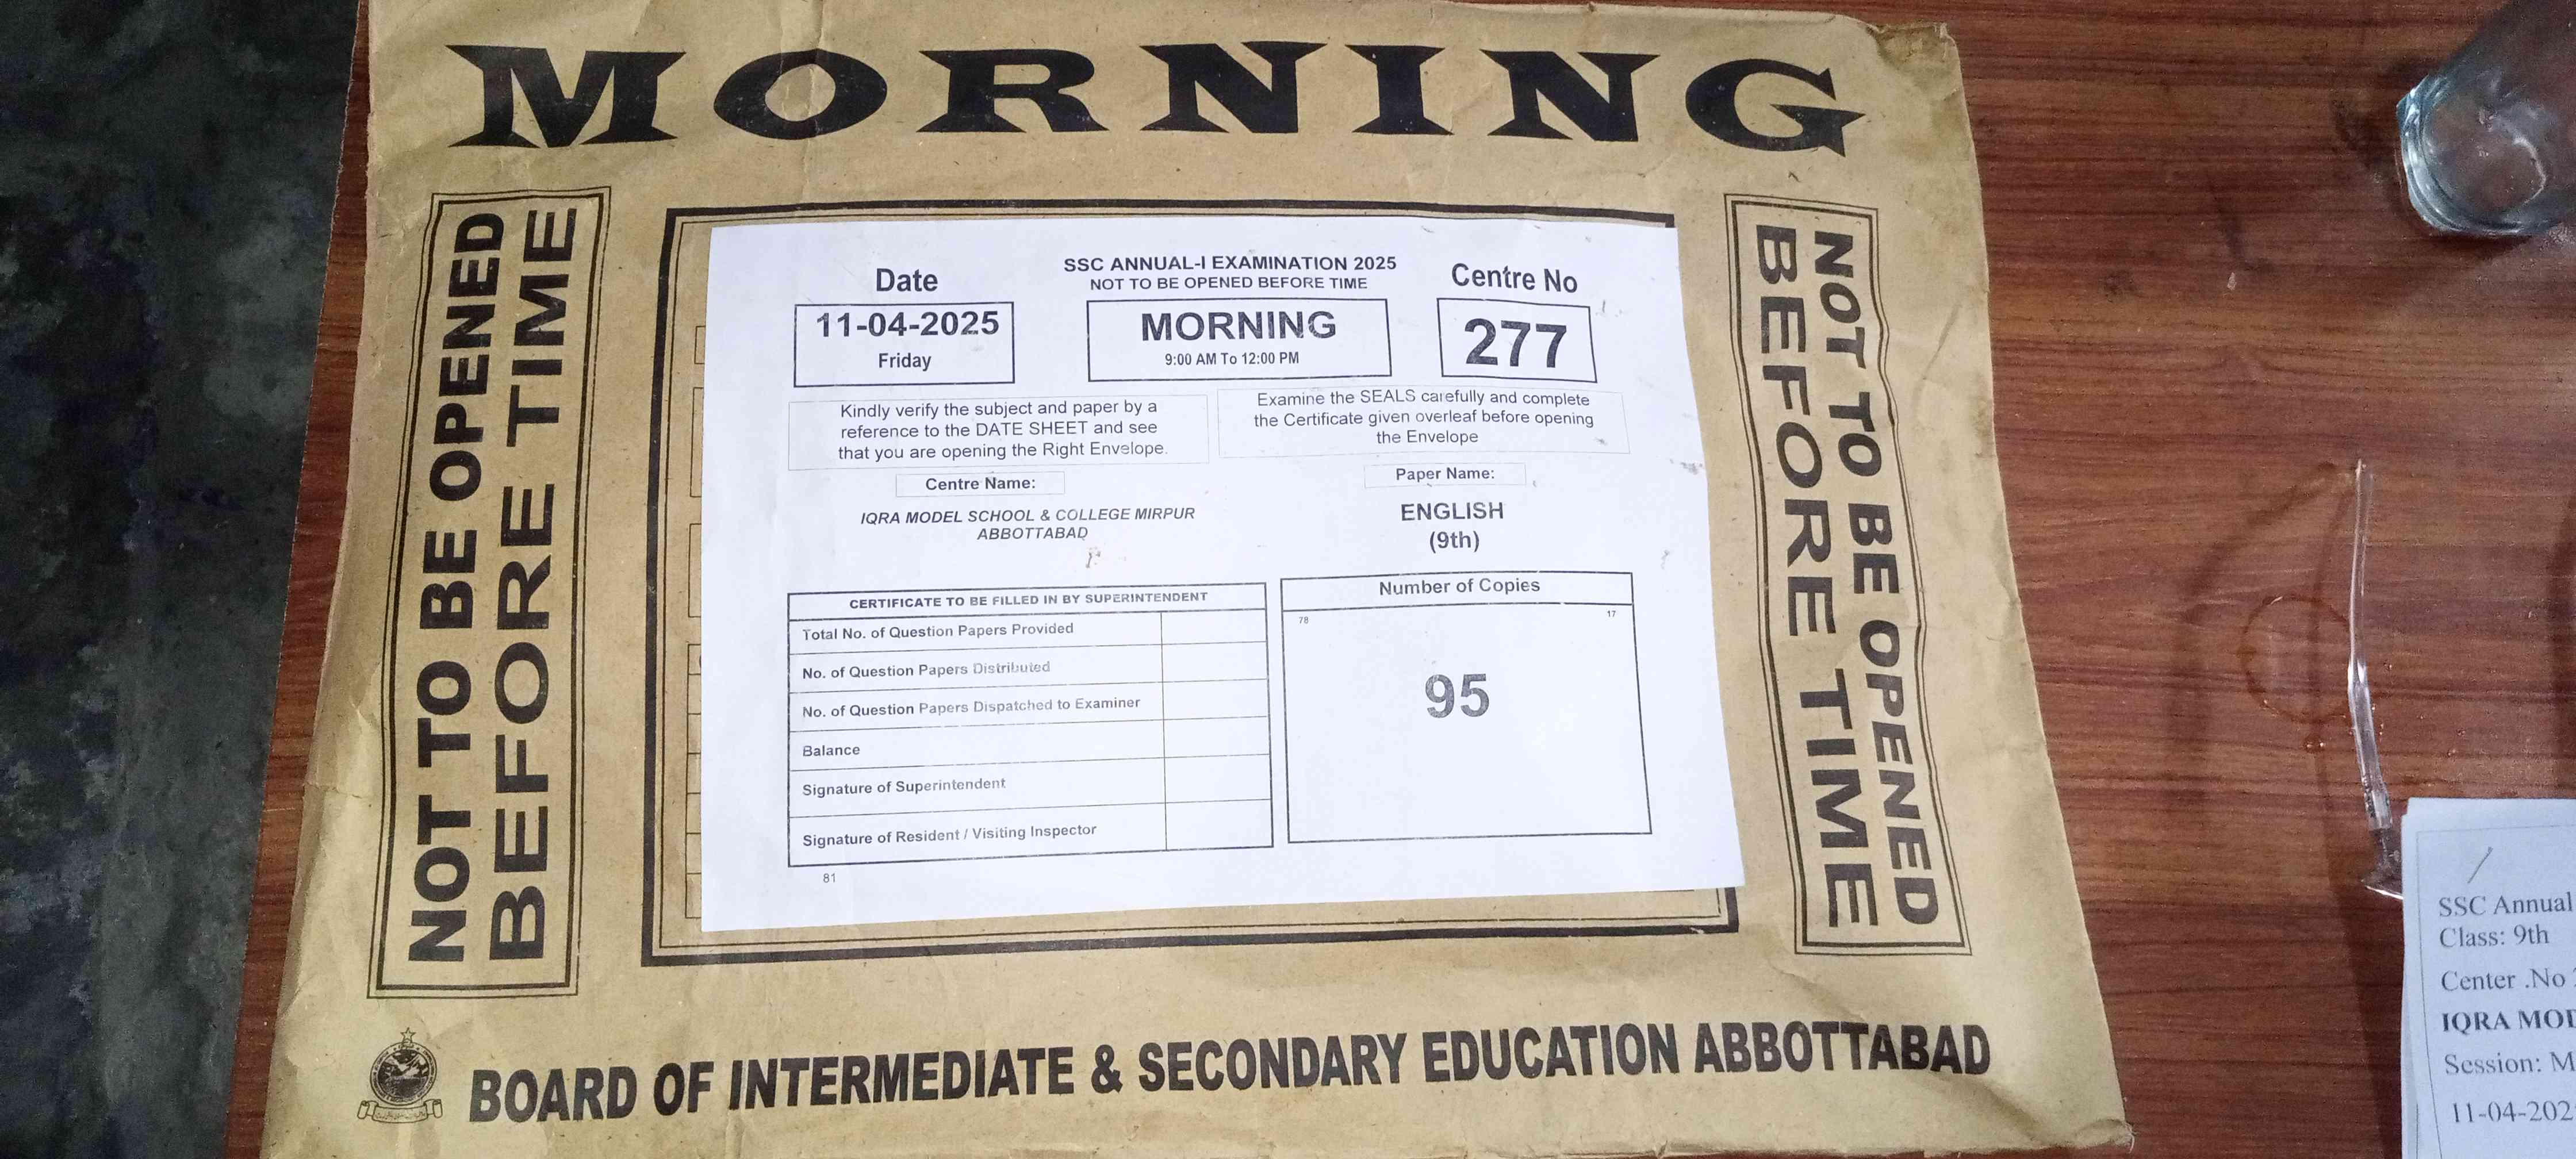 MORNING
NOT TO BE OPENED
BEFORE TIME
Date
11-04-2025
Friday
SSC ANNUAL-I EXAMINATION 2025
NOT TO BE OPENED BEFORE TIME
MORNING
9:00 AM To 12:00 PM
Centre No
277
Kindly verify the subject and paper by a
reference to the DATE SHEET and see
that you are opening the Right Envelope.
Examine the SEALS carefully and complete
the Certificate given overleaf before opening
the Envelope
Centre Name:
IQRA MODEL SCHOOL & COLLEGE MIRPUR
ABBOTTABAD
Paper Name:
ENGLISH
(9th)
CERTIFICATE TO BE FILLED IN BY SUPERINTENDENT
Total No. of Question Papers Provided
No. of Question Papers Distributed
No. of Question Papers Dispatched to Examiner
Balance
Signature of Superintendent
Signature of Resident / Visiting Inspector
81
Number of Copies
78 17
95
NOT TO BE OPENED
BEFORE TIME
BOARD OF INTERMEDIATE & SECONDARY EDUCATION ABBOTTABAD
SSC Annual
Class: 9th
Center .No
IQRA
Session:
11-04-202